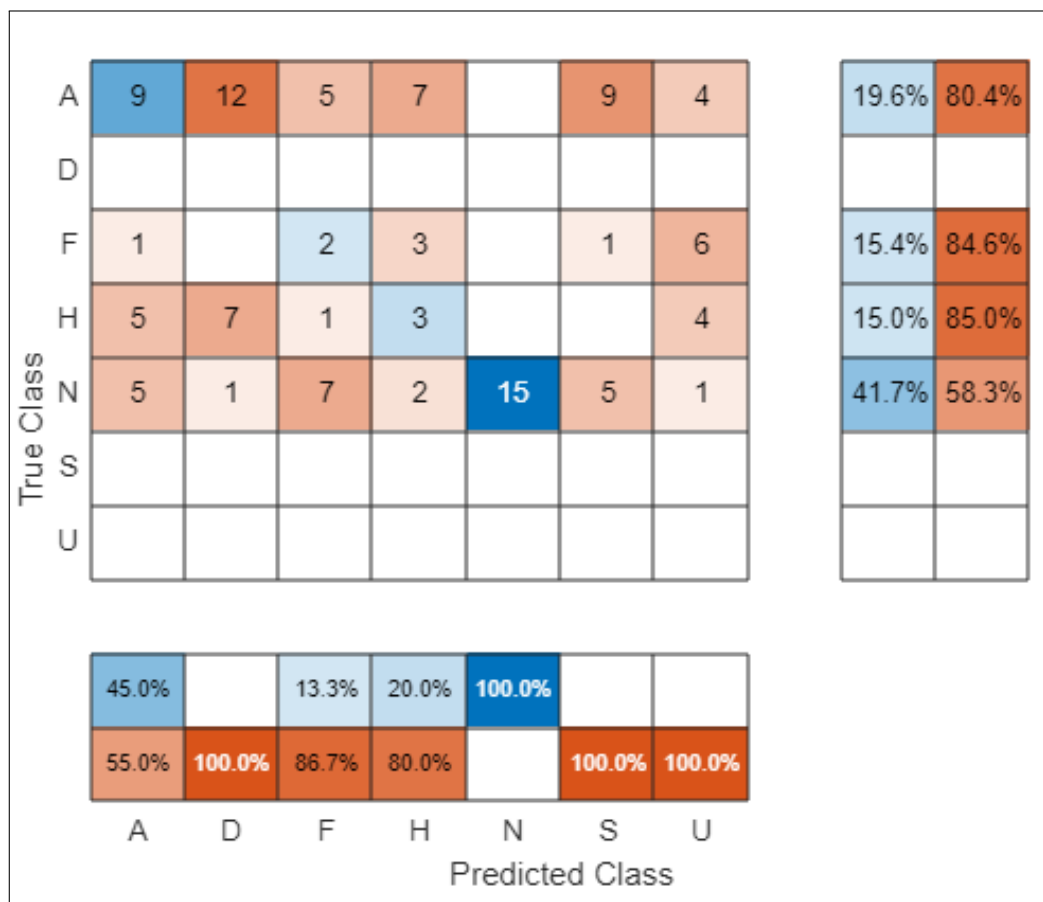 A 9 12 5 7 9 4 19.6% 80.4%
D
F 1 2 3 1 6 15.4% 84.6%
H 5 7 1 3 4 15.0% 85.0%
N 5 1 7 2 15 5 1 41.7% 58.3%
S
U
True Class
45.0% 13.3% 20.0% 100.0%
55.0% 100.0% 86.7% 80.0% 100.0% 100.0%
A D F H N S U
Predicted Class